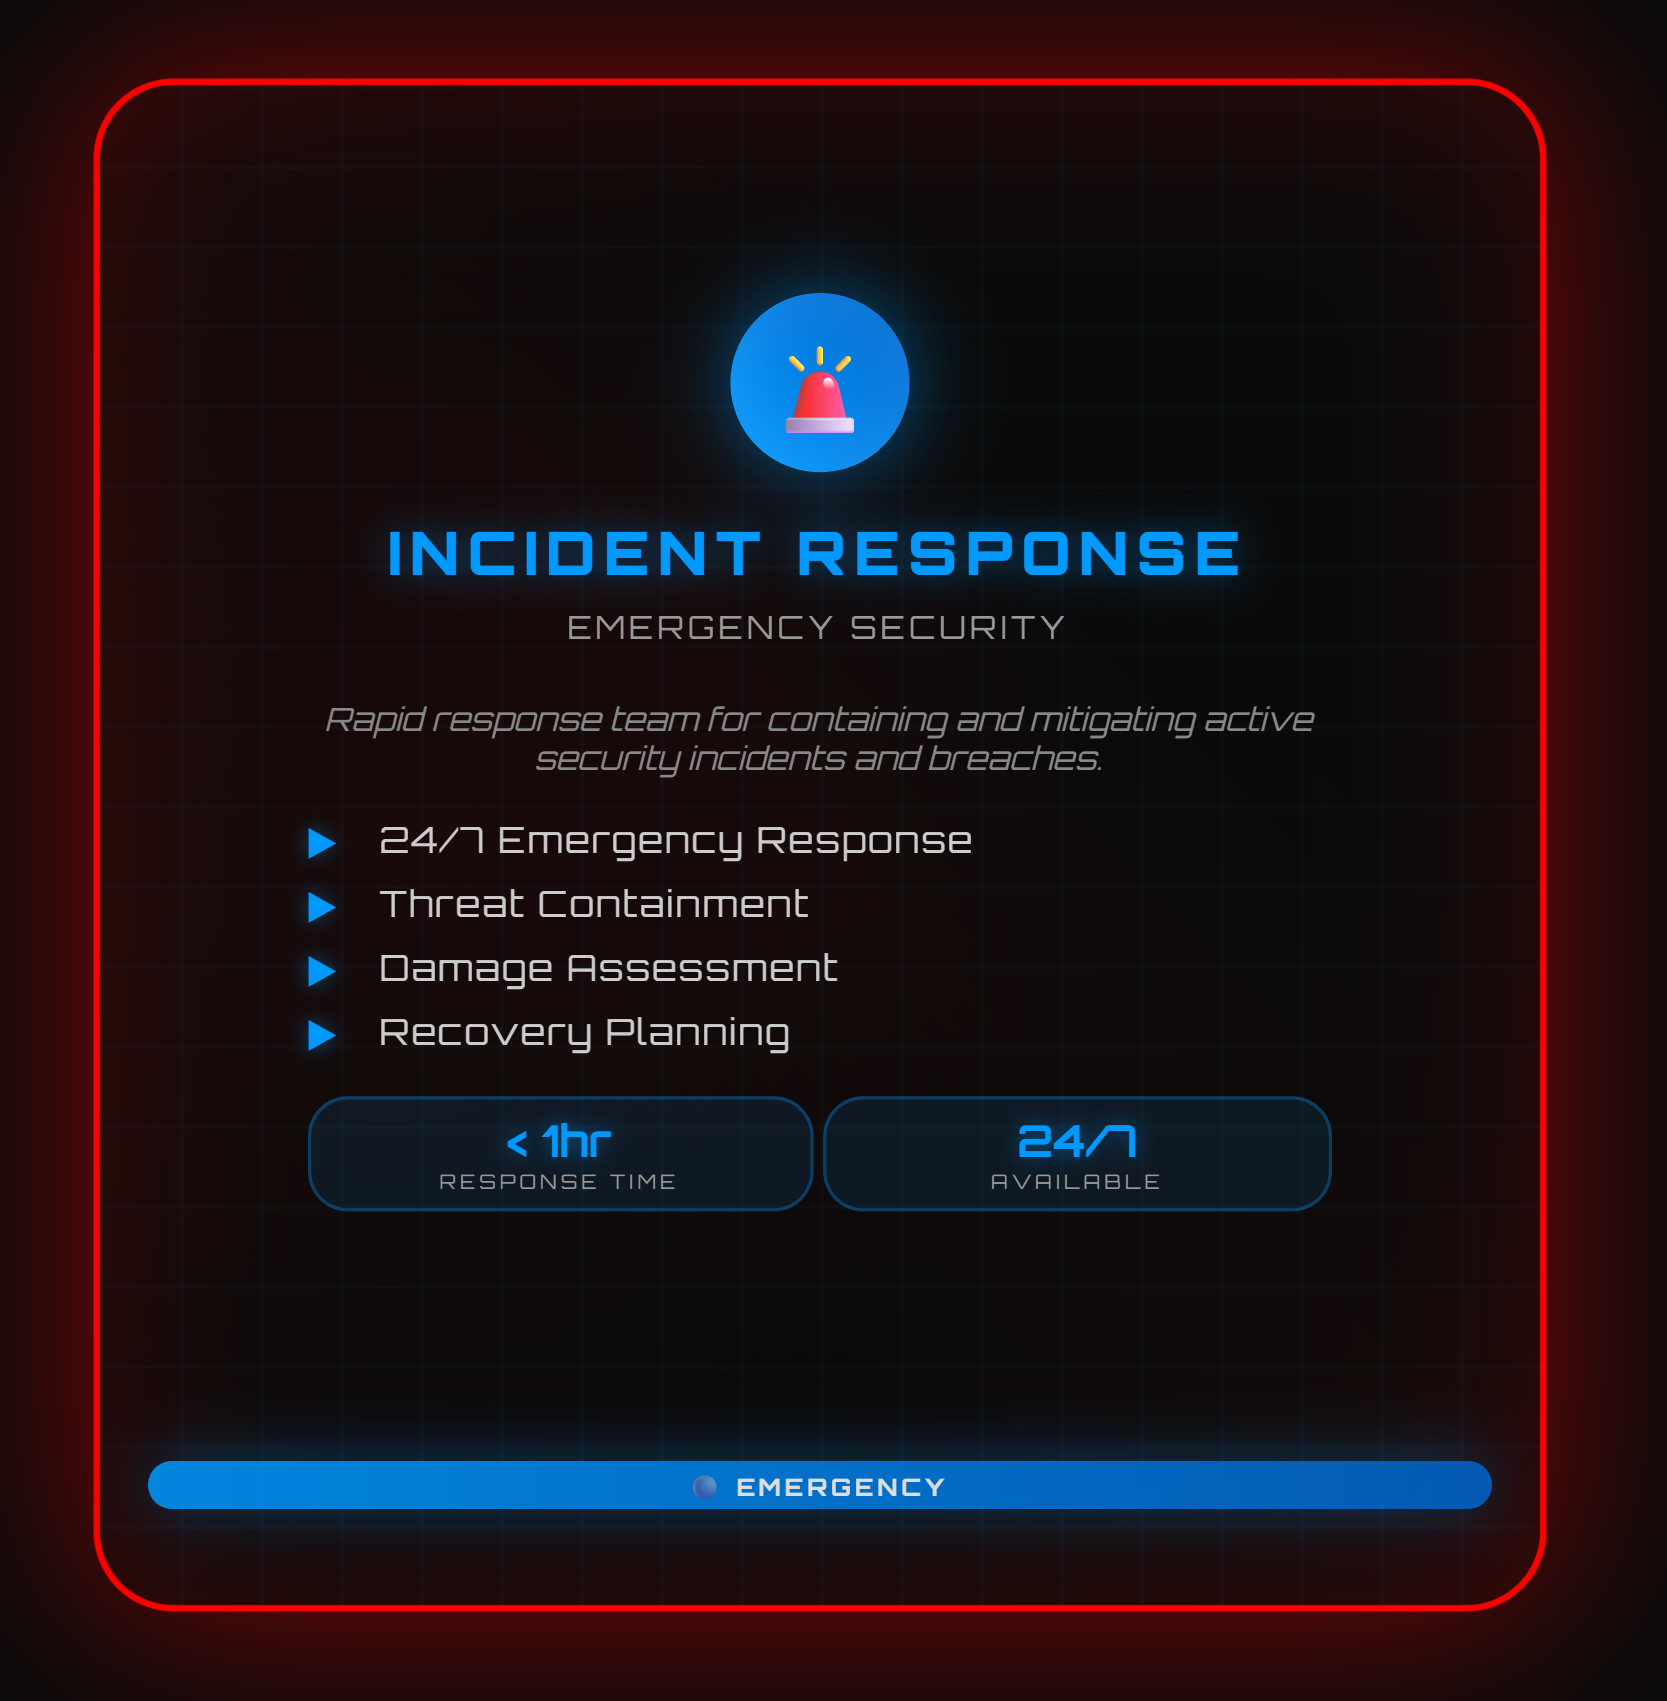 INCIDENT RESPONSE
EMERGENCY SECURITY
Rapid response team for containing and mitigating active
security incidents and breaches.
24/7 Emergency Response
Threat Containment
Damage Assessment
Recovery Planning
< 1hr
RESPONSE TIME
24/7
AVAILABLE
EMERGENCY